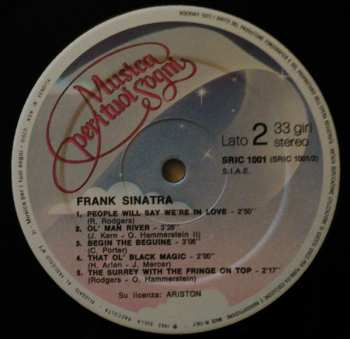 Musica
per i tuoi
sogni
Lato 2 33 giri
stereo
SRIC 1001 (SRIC 1001/2)
S.I.A.E.
FRANK SINATRA
1. PEOPLE WILL SAY WE'RE IN LOVE - 2'50"
(R. Rodgers)
2. OL' MAN RIVER - 3'26"
(J. Kern - O. Hammerstein II)
3. BEGIN THE BEGUINE - 3'06"
(C. Porter)
4. THAT OL' BLACK MAGIC - 2'00"
(H. Arlen - J. Mercer)
5. THE SURREY WITH THE FRINGE ON TOP - 2'17"
(Rodgers - O. Hammerstein II)
Su licenza: ARISTON